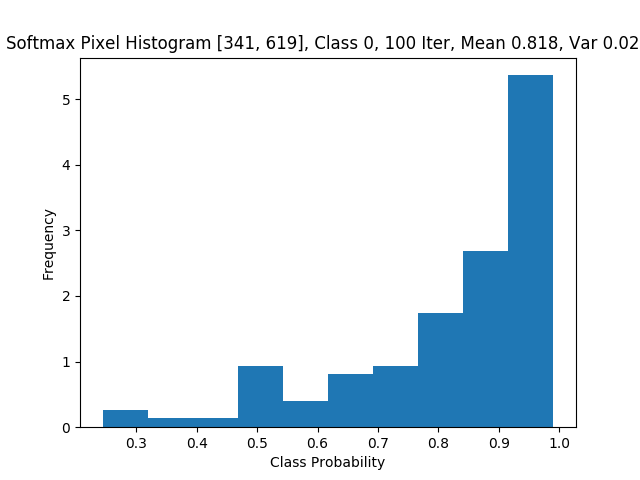 Softmax Pixel Histogram [341, 619], Class 0, 100 Iter, Mean 0.818, Var 0.02
5
4
3
2
1
0
Frequency
0.3 0.4 0.5 0.6 0.7 0.8 0.9 1.0
Class Probability